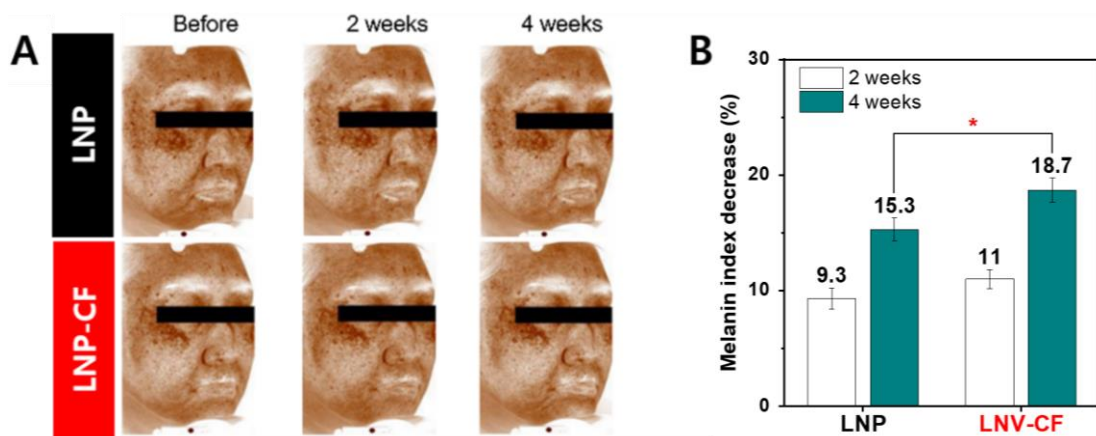 A
Before
2 weeks
4 weeks
LNP
LNP-CF
B
Melanin index decrease (%)
30
20
10
0
2 weeks
4 weeks
*
9.3
15.3
11
18.7
LNP
LNV-CF